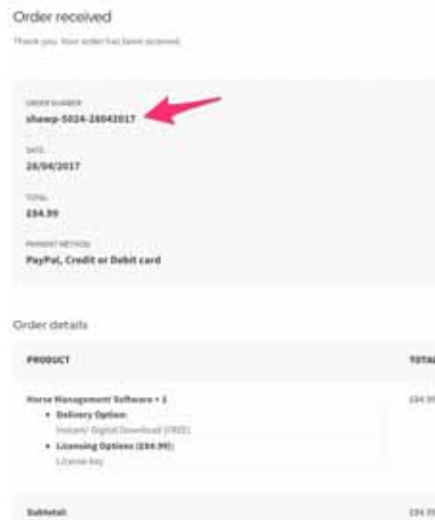 Order received
Thank you. Your order has been received.
ORDER NUMBER:
shawp-5024-28042017
DATE:
28/04/2017
TOTAL:
£84.99
PAYMENT METHOD:
PayPal, Credit or Debit card
Order details
PRODUCT TOTAL
Horse Management Software × 1 £84.99
Delivery Option:
Instant/ Digital Download (FREE)
Licensing Options (£84.99):
License key
Subtotal: £84.99